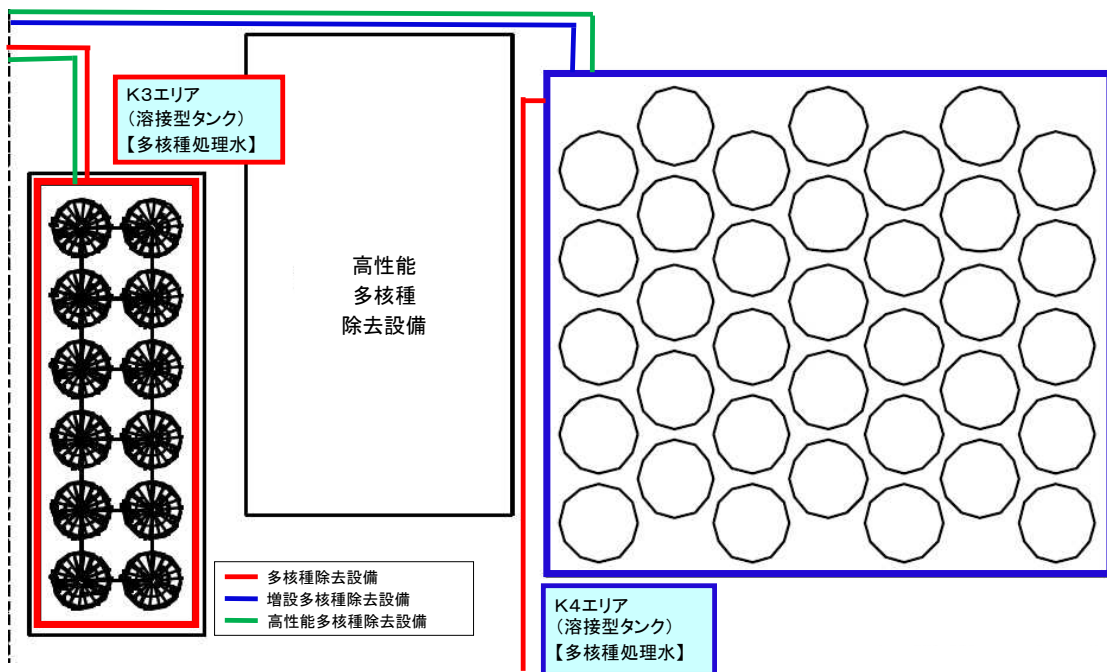 K3エリア
(溶接型タンク)
【多核種処理水】
高性能
多核種
除去設備
多核種除去設備
増設多核種除去設備
高性能多核種除去設備
K4エリア
(溶接型タンク)
【多核種処理水】